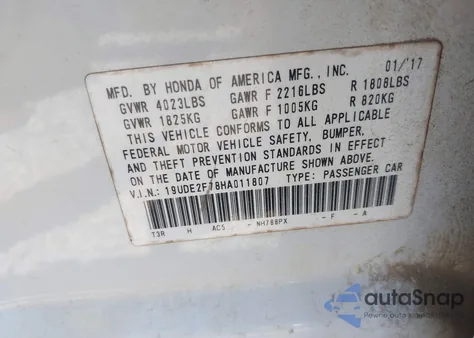 MFD. BY HONDA OF AMERICA MFG., INC. 01/'17
GVWR 4023LBS GAWR F 2216LBS R 1808LBS
GVWR 1825KG GAWR F 1005KG R 820KG
THIS VEHICLE CONFORMS TO ALL APPLICABLE
FEDERAL MOTOR VEHICLE SAFETY, BUMPER,
AND THEFT PREVENTION STANDARDS IN EFFECT
ON THE DATE OF MANUFACTURE SHOWN ABOVE.
V.I.N.: 19UDE2F78HA011807 TYPE: PASSENGER CAR
T3R H AC5 - NH788PX - F - A
autoSnap